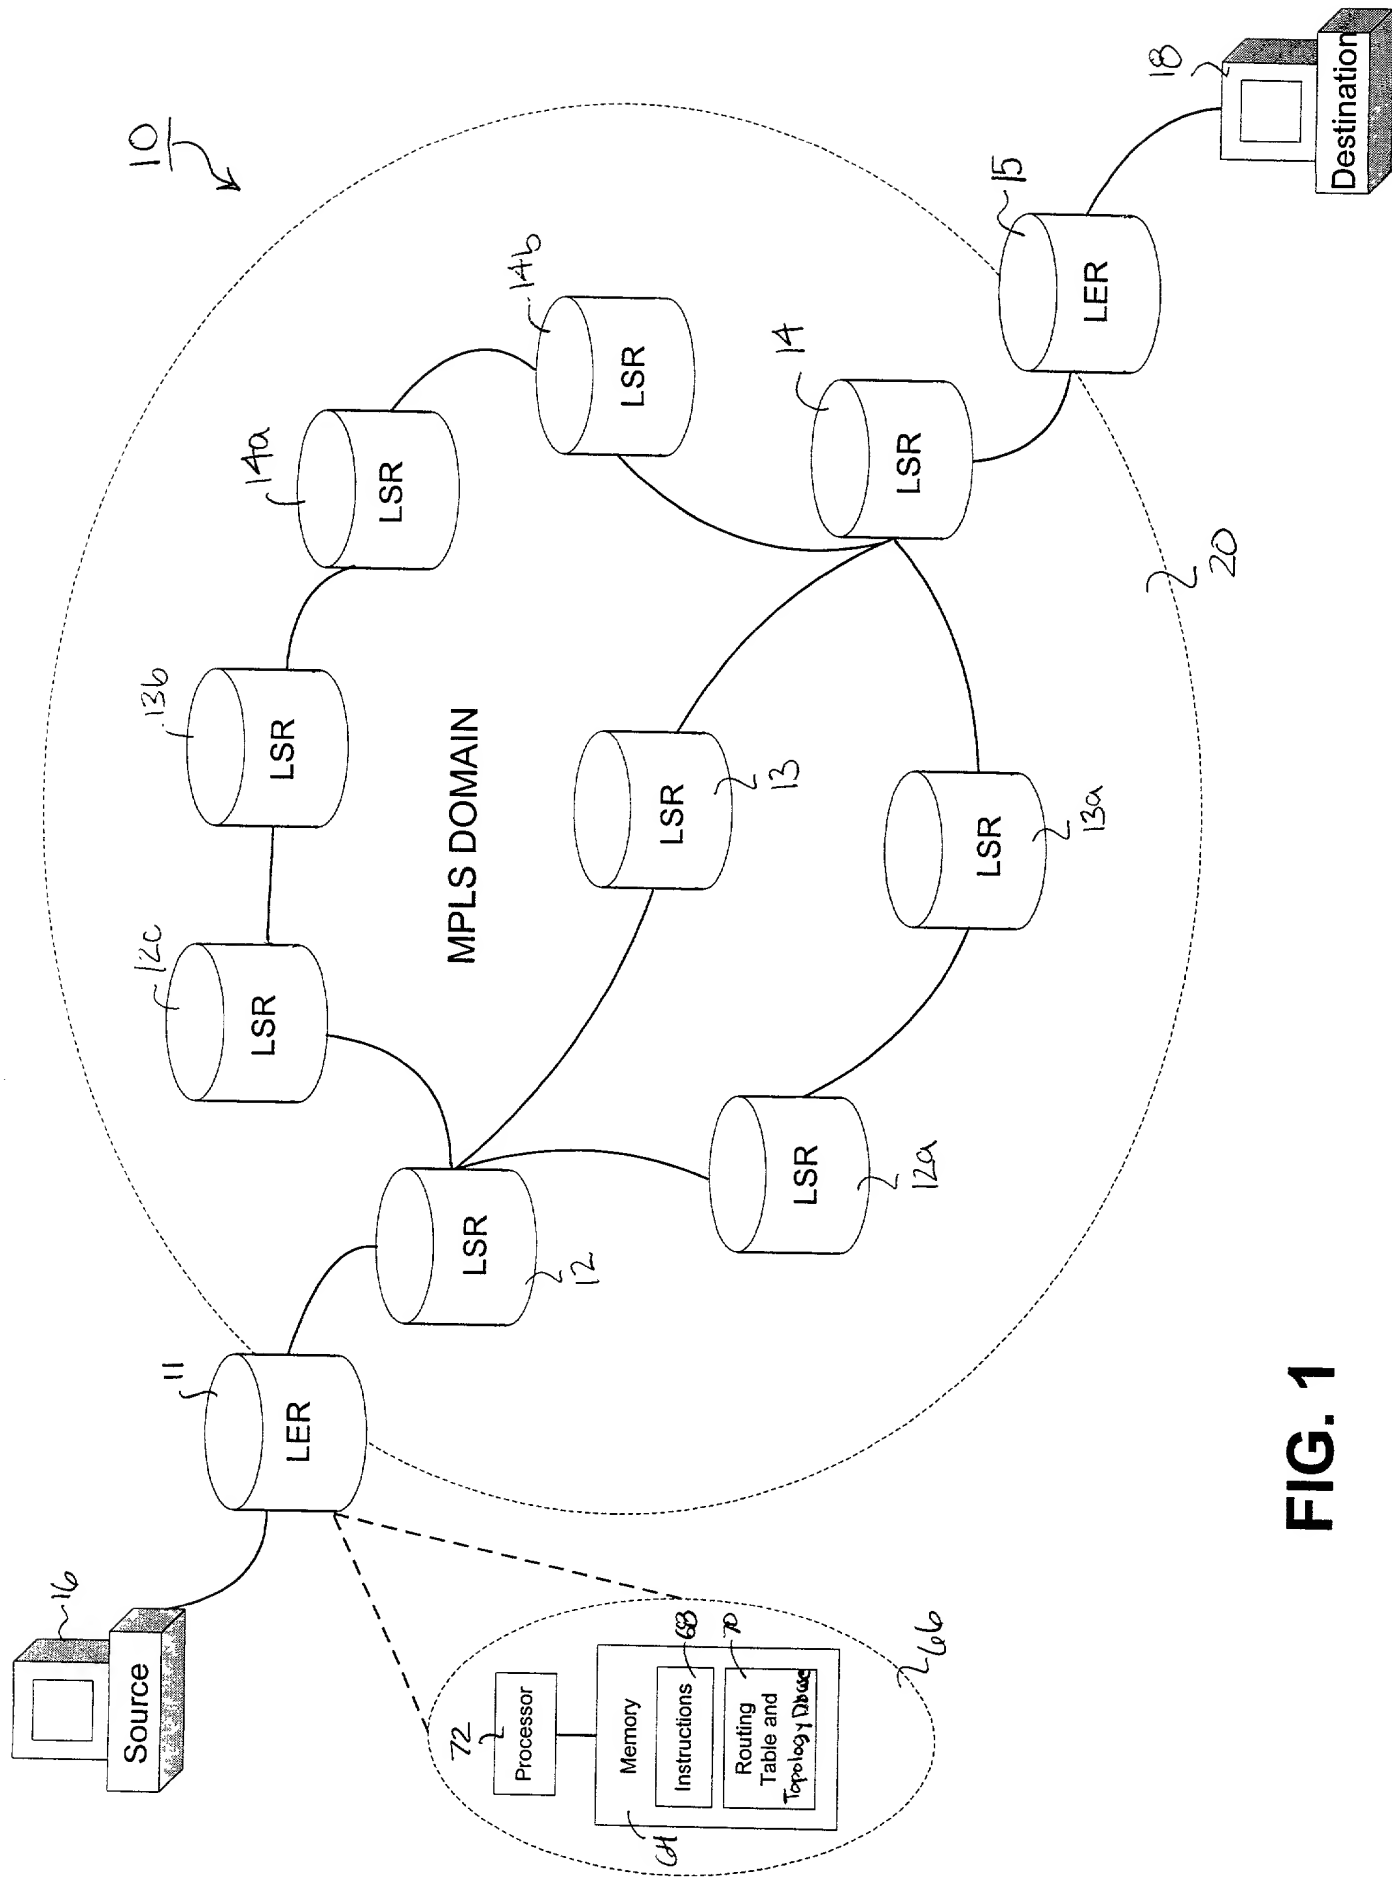 16
Source
10
11
LER
12c
LSR
13b
LSR
14a
LSR
12
LSR
MPLS DOMAIN
14b
LSR
72
Processor
64
Memory
68
Instructions
70
Routing
Table and
Topology Dbase
66
12a
LSR
13
LSR
14
LSR
13a
LSR
15
LER
20
18
Destination
FIG. 1